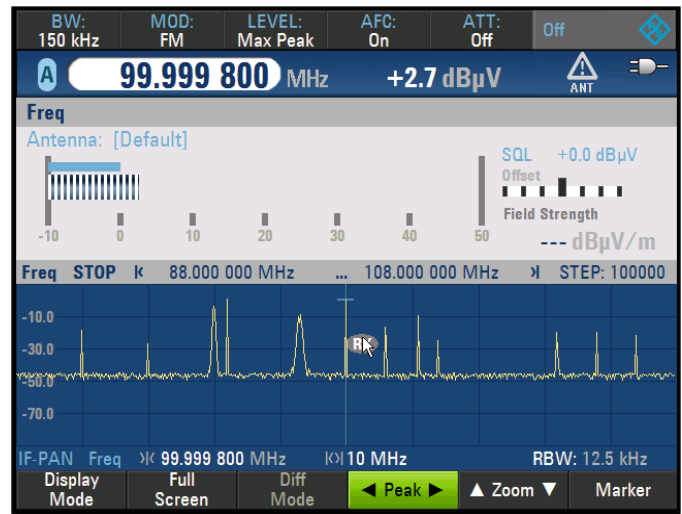 BW: MOD: LEVEL: AFC: ATT: Off
150 kHz FM Max Peak On Off
A 99.999 800 MHz +2.7 dBµV ANT
Freq
Antenna: [Default]
SQL +0.0 dBµV
Offset
Field Strength
-10 0 10 20 30 40 50
--- dBµV/m
Freq STOP 88.000 000 MHz ... 108.000 000 MHz STEP: 100000
-10.0
-30.0
-50.0
-70.0
IF-PAN Freq 99.999 800 MHz 10 MHz RBW: 12.5 kHz
Display Full Diff ◄ Peak ► ▲ Zoom ▼ Marker
Mode Screen Mode